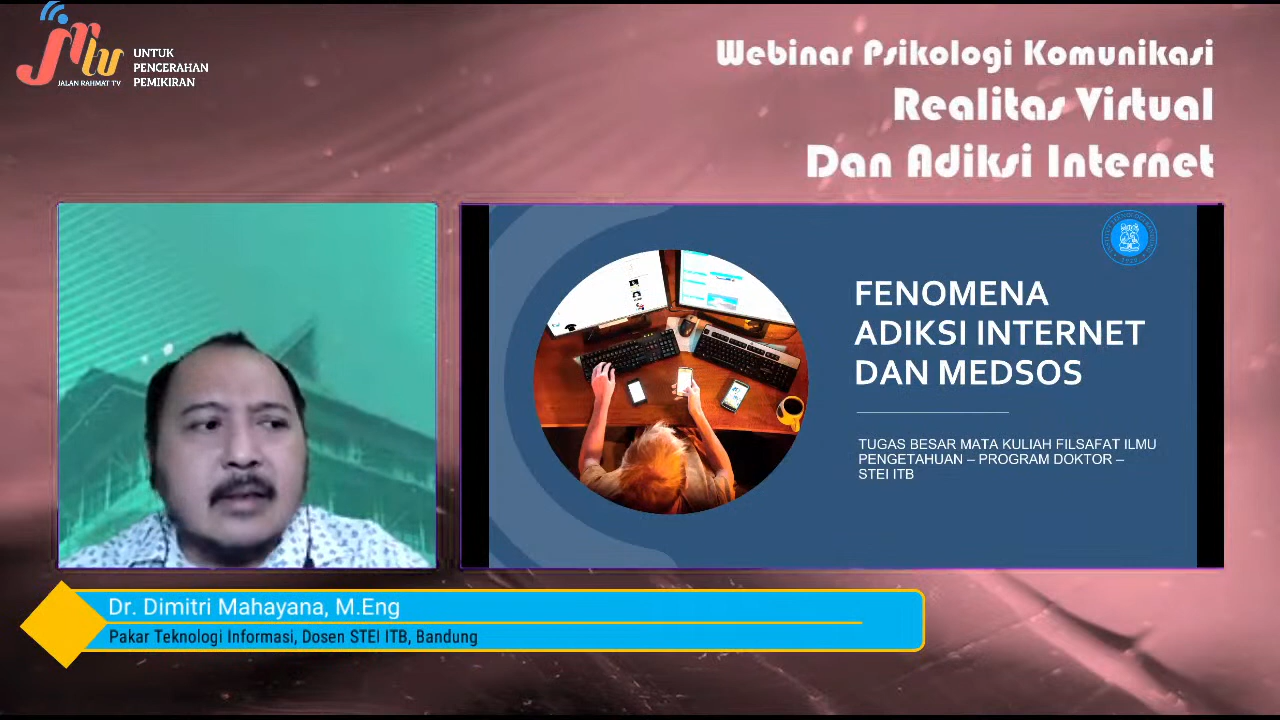 jrtv
JALAN RAHMAT TV
UNTUK
PENCERAHAN
PEMIKIRAN
Webinar Psikologi Komunikasi
Realitas Virtual
Dan Adiksi Internet
FENOMENA
ADIKSI INTERNET
DAN MEDSOS
TUGAS BESAR MATA KULIAH FILSAFAT ILMU
PENGETAHUAN – PROGRAM DOKTOR –
STEI ITB
Dr. Dimitri Mahayana, M.Eng
Pakar Teknologi Informasi, Dosen STEI ITB, Bandung